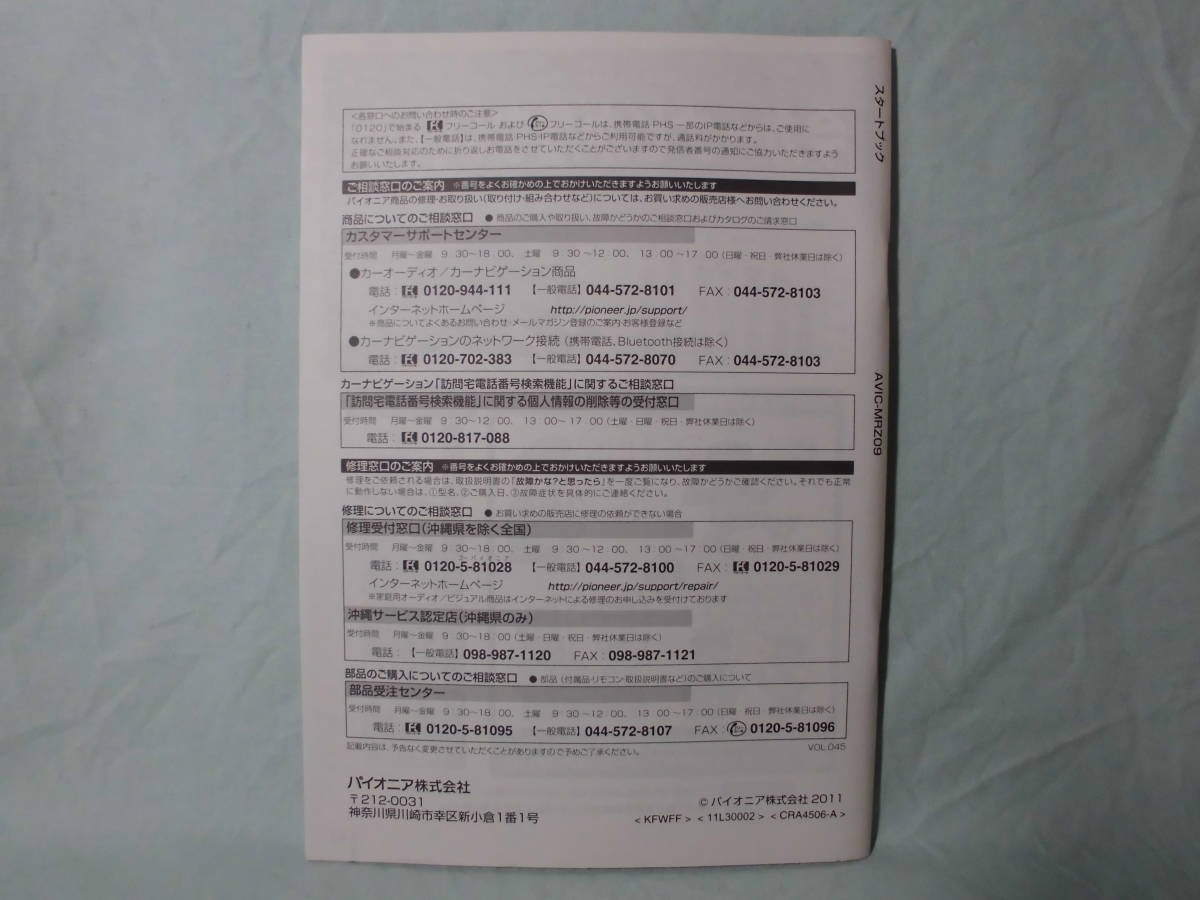 <各窓口へのお問い合わせ時のご注意>
「0120」で始まる フリーコール および フリーコールは、携帯電話・PHS・一部のIP電話などからは、ご使用に
なれません。また、【一般電話】は、携帯電話・PHS・IP電話などからご利用可能ですが、通話料がかかります。
正確なご相談対応のために折り返しお電話をさせていただくことがございますので発信者番号の通知にご協力いただきますよう
お願いいたします。
ご相談窓口のご案内 ※番号をよくお確かめの上でおかけいただきますようお願いいたします
パイオニア商品の修理・お取り扱い(取り付け・組み合わせなど)については、お買い求めの販売店様へお問い合わせください。
商品についてのご相談窓口 ● 商品のご購入や取り扱い、故障かどうかのご相談窓口およびカタログのご請求窓口
カスタマーサポートセンター
受付時間 月曜〜金曜 9:30〜18:00、土曜 9:30〜12:00、13:00〜17:00(日曜・祝日・弊社休業日は除く)
●カーオーディオ/カーナビゲーション商品
電話: 0120-944-111 【一般電話】044-572-8101 FAX:044-572-8103
インターネットホームページ http://pioneer.jp/support/
※商品についてよくあるお問い合わせ・メールマガジン登録のご案内・お客様登録など
●カーナビゲーションのネットワーク接続(携帯電話、Bluetooth接続は除く)
電話: 0120-702-383 【一般電話】044-572-8070 FAX:044-572-8103
カーナビゲーション「訪問宅電話番号検索機能」に関するご相談窓口
「訪問宅電話番号検索機能」に関する個人情報の削除等の受付窓口
受付時間 月曜〜金曜 9:30〜12:00、13:00〜17:00(土曜・日曜・祝日・弊社休業日は除く)
電話: 0120-817-088
修理窓口のご案内 ※番号をよくお確かめの上でおかけいただきますようお願いいたします
修理をご依頼される場合は、取扱説明書の「故障かな?と思ったら」を一度ご覧になり、故障かどうかご確認ください。それでも正常
に動作しない場合は、①型名、②ご購入日、③故障症状を具体的にご連絡ください。
修理についてのご相談窓口 ● お買い求めの販売店に修理の依頼ができない場合
修理受付窓口(沖縄県を除く全国)
受付時間 月曜〜金曜 9:30〜18:00、土曜 9:30〜12:00、13:00〜17:00(日曜・祝日・弊社休業日は除く)
電話: 0120-5-81028 【一般電話】044-572-8100 FAX: 0120-5-81029
インターネットホームページ http://pioneer.jp/support/repair/
※家庭用オーディオ/ビジュアル商品はインターネットによる修理のお申し込みを受付けております
沖縄サービス認定店(沖縄県のみ)
受付時間 月曜〜金曜 9:30〜18:00(土曜・日曜・祝日・弊社休業日は除く)
電話:【一般電話】098-987-1120 FAX:098-987-1121
部品のご購入についてのご相談窓口 ● 部品(付属品・リモコン・取扱説明書など)のご購入について
部品受注センター
受付時間 月曜〜金曜 9:30〜18:00、土曜 9:30〜12:00、13:00〜17:00(日曜・祝日・弊社休業日は除く)
電話: 0120-5-81095 【一般電話】044-572-8107 FAX: 0120-5-81096
記載内容は、予告なく変更させていただくことがありますので予めご了承ください。 VOL.045
パイオニア株式会社
〒212-0031
神奈川県川崎市幸区新小倉1番1号
© パイオニア株式会社 2011
< KFWFF > < 11L30002 > < CRA4506-A >
スタートブック
AVIC-MRZ09